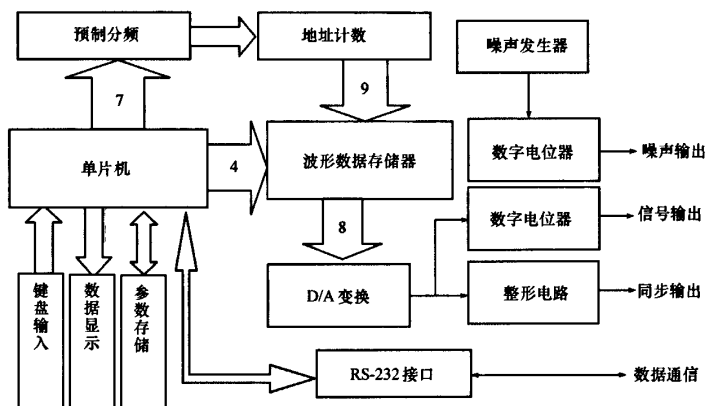 预制分频
地址计数
噪声发生器
7
9
单片机
4
波形数据存储器
数字电位器
噪声输出
8
数字电位器
信号输出
键盘输入
数据显示
参数存储
D/A变换
整形电路
同步输出
RS-232接口
数据通信